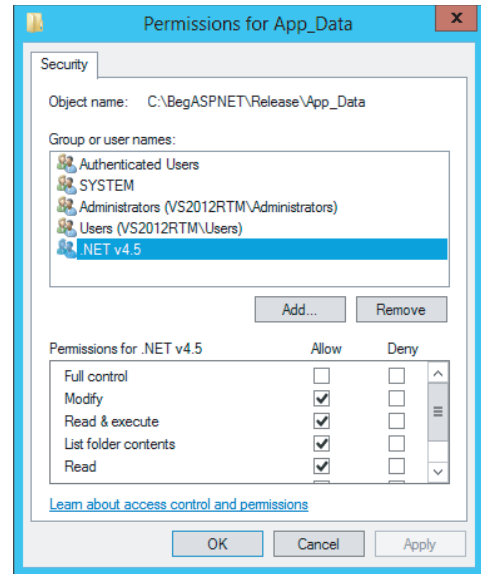 Permissions for App_Data
x
Security
Object name: C:\BegASPNET\Release\App_Data
Group or user names:
Authenticated Users
SYSTEM
Administrators (VS2012RTM\Administrators)
Users (VS2012RTM\Users)
.NET v4.5
Add... Remove
Permissions for .NET v4.5 Allow Deny
Full control
Modify
Read & execute
List folder contents
Read
Learn about access control and permissions
OK Cancel Apply